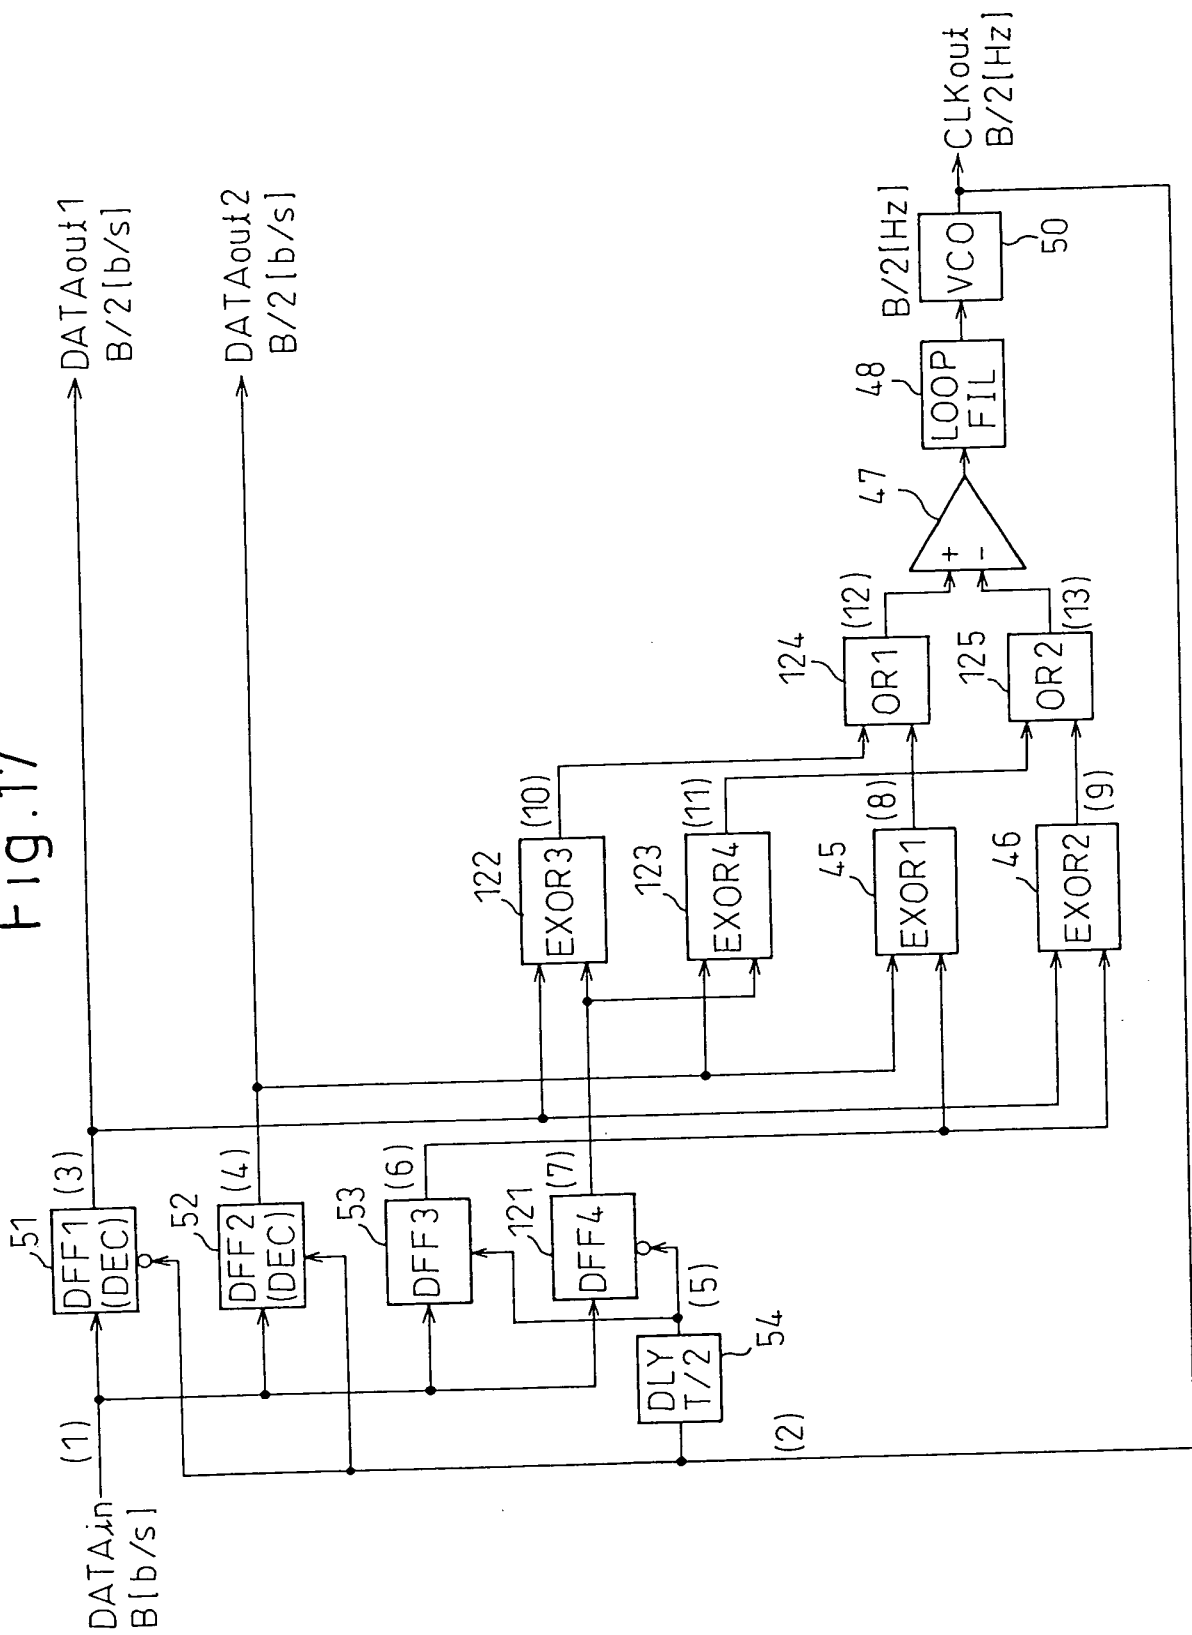 Fig.17
DATAin
B[b/s]
(1)
51
DFF1
(DEC)
(3)
DATAout1
B/2[b/s]
52
DFF2
(DEC)
(4)
DATAout2
B/2[b/s]
53
DFF3
(6)
121
DFF4
(7)
(5)
DLY
T/2
54
(2)
122
EXOR3
(10)
123
EXOR4
(11)
45
EXOR1
(8)
46
EXOR2
(9)
124
OR1
(12)
125
OR2
(13)
47
+
-
48
LOOP
FIL
B/2[Hz]
VCO
50
CLKout
B/2[Hz]